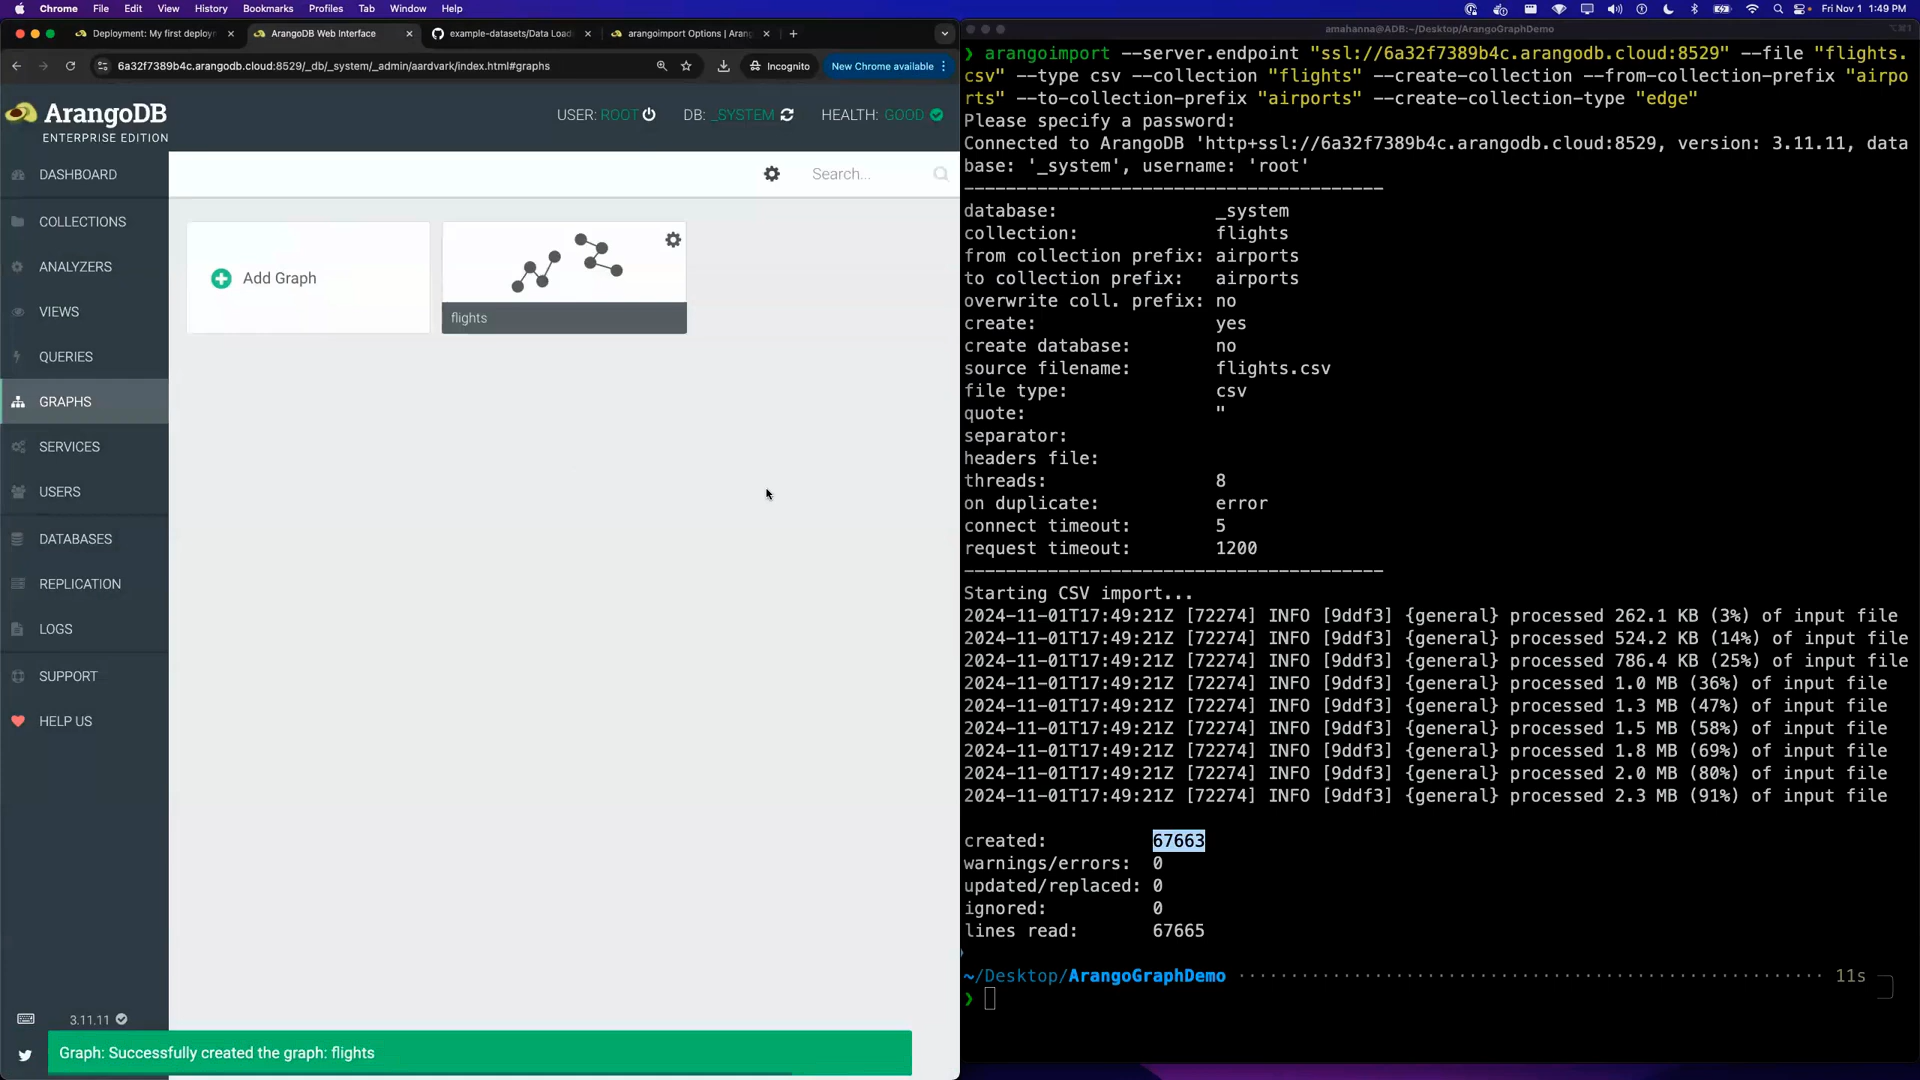 Chrome File Edit View History Bookmarks Profiles Tab Window Help
Fri Nov 1 1:49 PM
Deployment: My first deploym
ArangoDB Web Interface
example-datasets/Data Load
arangoimport Options | Arang
6a32f7389b4c.arangodb.cloud:8529/_db/_system/_admin/aardvark/index.html#graphs
Incognito
New Chrome available
ArangoDB
ENTERPRISE EDITION
USER: ROOT
DB: _SYSTEM
HEALTH: GOOD
DASHBOARD
COLLECTIONS
ANALYZERS
VIEWS
QUERIES
GRAPHS
SERVICES
USERS
DATABASES
REPLICATION
LOGS
SUPPORT
HELP US
3.11.11
Search...
Add Graph
flights
Graph: Successfully created the graph: flights
amahanna@ADB:~/Desktop/ArangoGraphDemo
⌥⌘1
❯ arangoimport --server.endpoint "ssl://6a32f7389b4c.arangodb.cloud:8529" --file "flights.
csv" --type csv --collection "flights" --create-collection --from-collection-prefix "airpo
rts" --to-collection-prefix "airports" --create-collection-type "edge"
Please specify a password:
Connected to ArangoDB 'http+ssl://6a32f7389b4c.arangodb.cloud:8529, version: 3.11.11, data
base: '_system', username: 'root'
----------------------------------------
database: _system
collection: flights
from collection prefix: airports
to collection prefix: airports
overwrite coll. prefix: no
create: yes
create database: no
source filename: flights.csv
file type: csv
quote: "
separator:
headers file:
threads: 8
on duplicate: error
connect timeout: 5
request timeout: 1200
----------------------------------------
Starting CSV import...
2024-11-01T17:49:21Z [72274] INFO [9ddf3] {general} processed 262.1 KB (3%) of input file
2024-11-01T17:49:21Z [72274] INFO [9ddf3] {general} processed 524.2 KB (14%) of input file
2024-11-01T17:49:21Z [72274] INFO [9ddf3] {general} processed 786.4 KB (25%) of input file
2024-11-01T17:49:21Z [72274] INFO [9ddf3] {general} processed 1.0 MB (36%) of input file
2024-11-01T17:49:21Z [72274] INFO [9ddf3] {general} processed 1.3 MB (47%) of input file
2024-11-01T17:49:21Z [72274] INFO [9ddf3] {general} processed 1.5 MB (58%) of input file
2024-11-01T17:49:21Z [72274] INFO [9ddf3] {general} processed 1.8 MB (69%) of input file
2024-11-01T17:49:21Z [72274] INFO [9ddf3] {general} processed 2.0 MB (80%) of input file
2024-11-01T17:49:21Z [72274] INFO [9ddf3] {general} processed 2.3 MB (91%) of input file
created: 67663
warnings/errors: 0
updated/replaced: 0
ignored: 0
lines read: 67665
~/Desktop/ArangoGraphDemo 11s
❯